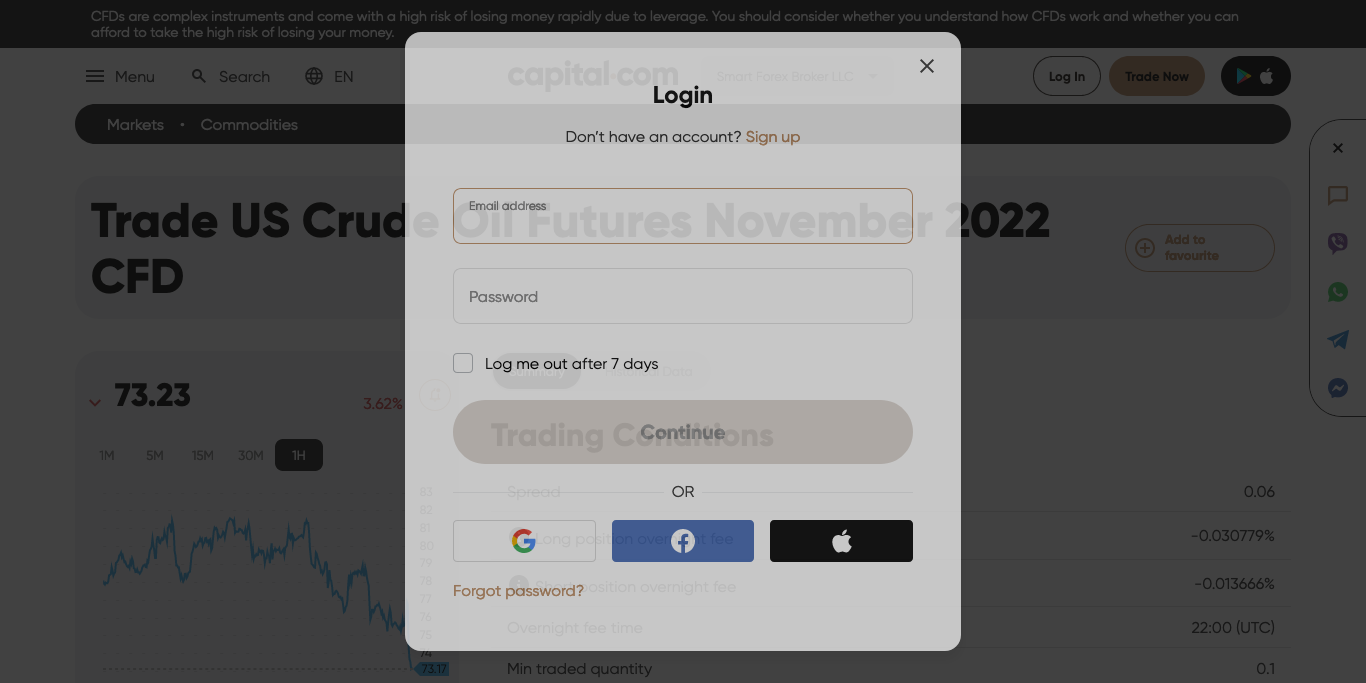 CFDs are complex instruments and come with a high risk of losing money rapidly due to leverage. You should consider whether you understand how CFDs work and whether you can
afford to take the high risk of losing your money.
Menu
Search
EN
capital.com
Smart Forex Broker LLC
Log In
Trade Now
Markets • Commodities
Login
Don't have an account? Sign up
Trade US Crude Oil Futures November 2022
CFD
Add to
favourite
Email address
Password
Log me out after 7 days
Continue
OR
Forgot password?
73.23
3.62%
1M
5M
15M
30M
1H
83
82
81
80
79
78
77
76
75
74
73.17
Trading Conditions
Spread
0.06
Long position overnight fee
-0.030779%
Short position overnight fee
-0.013666%
Overnight fee time
22:00 (UTC)
Min traded quantity
0.1